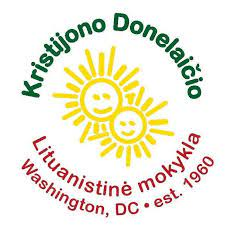 Kristijono Donelaičio
Lituanistinė mokykla
Washington, DC • est. 1960